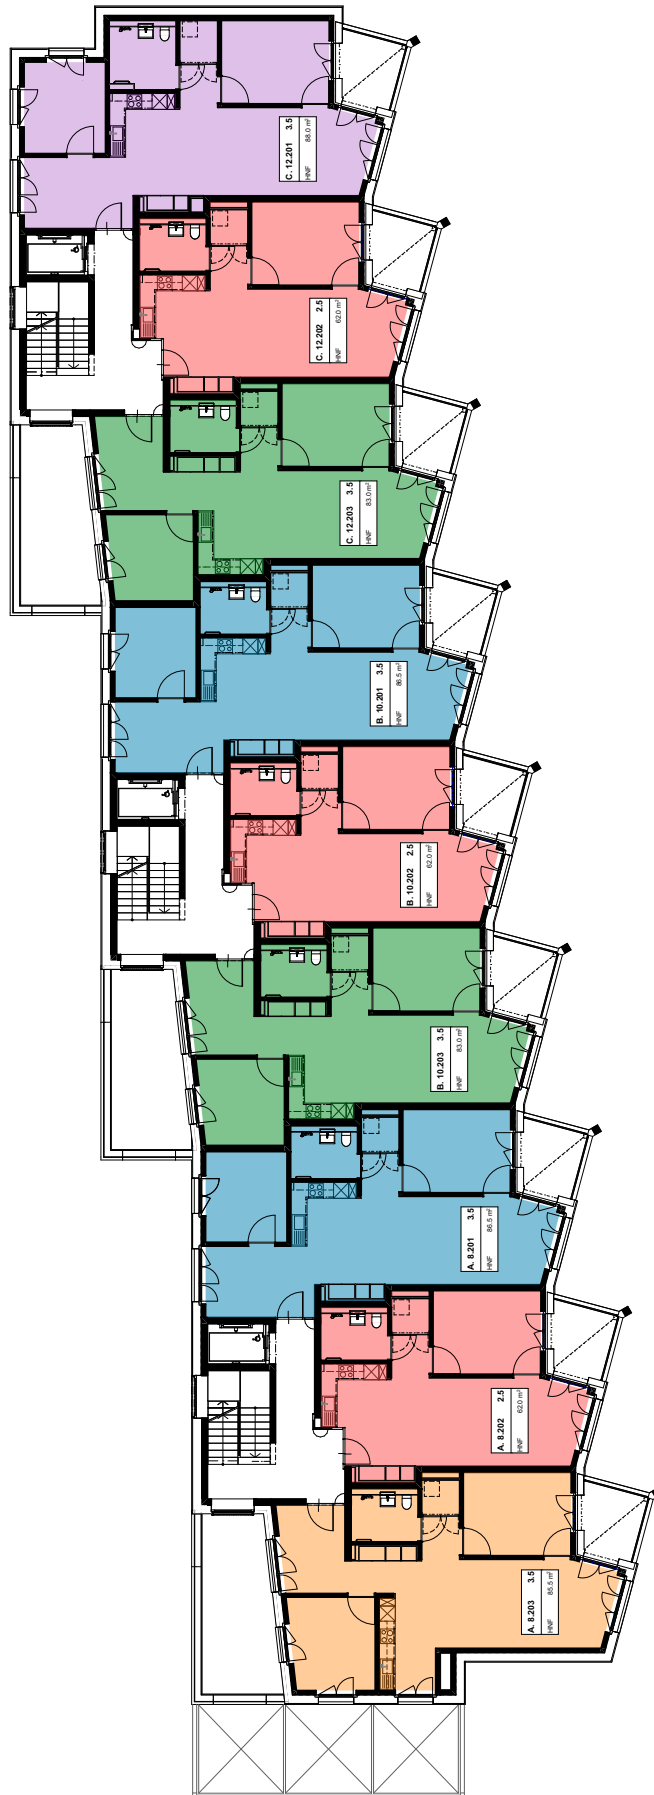 C. 12.201 3.5
HNF 88.0 m²
C. 12.202 2.5
HNF 62.0 m²
C. 12.203 3.5
HNF 83.0 m²
B. 10.201 3.5
HNF 86.5 m²
B. 10.202 2.5
HNF 62.0 m²
B. 10.203 3.5
HNF 83.0 m²
A. 8.201 3.5
HNF 86.5 m²
A. 8.202 2.5
HNF 62.0 m²
A. 8.203 3.5
HNF 85.5 m²